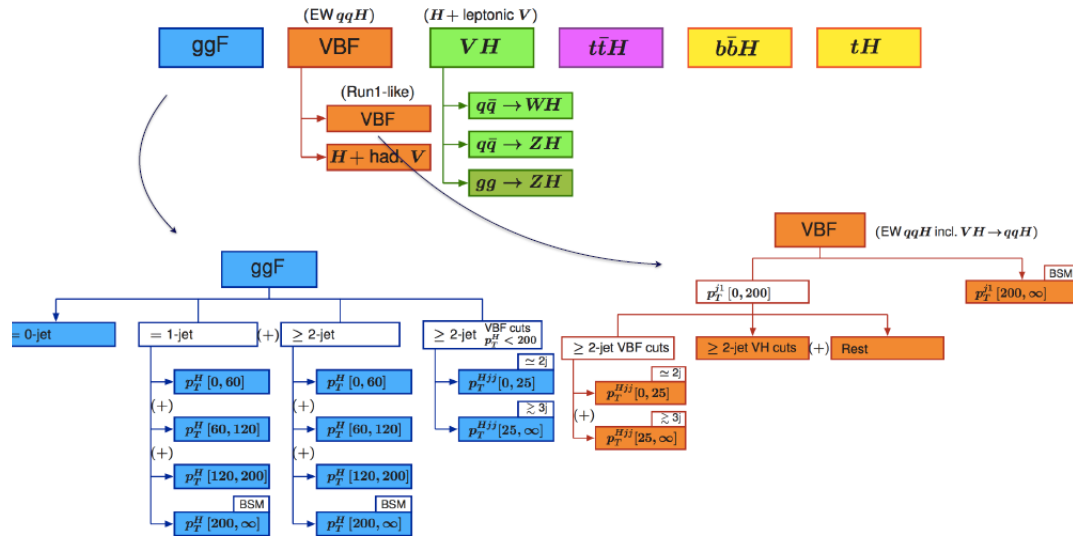 (EW qqH)
(H + leptonic V)
ggF
VBF
VH
tt̄H
bb̄H
tH
(Run1-like)
VBF
H + had. V
qq̄ → WH
qq̄ → ZH
gg → ZH
ggF
= 0-jet
= 1-jet
(+)
≥ 2-jet
≥ 2-jet VBF cuts
p_T^H < 200
p_T^H [0, 60]
(+)
p_T^H [60, 120]
(+)
p_T^H [120, 200]
BSM
p_T^H [200, ∞]
p_T^H [0, 60]
(+)
p_T^H [60, 120]
(+)
p_T^H [120, 200]
BSM
p_T^H [200, ∞]
≃ 2j
p_T^{Hjj} [0, 25]
≳ 3j
p_T^{Hjj} [25, ∞]
VBF
(EW qqH incl. VH → qqH)
p_T^{j1} [0, 200]
BSM
p_T^{j1} [200, ∞]
≥ 2-jet VBF cuts
≥ 2-jet VH cuts
(+)
Rest
≃ 2j
p_T^{Hjj} [0, 25]
(+)
≳ 3j
p_T^{Hjj} [25, ∞]